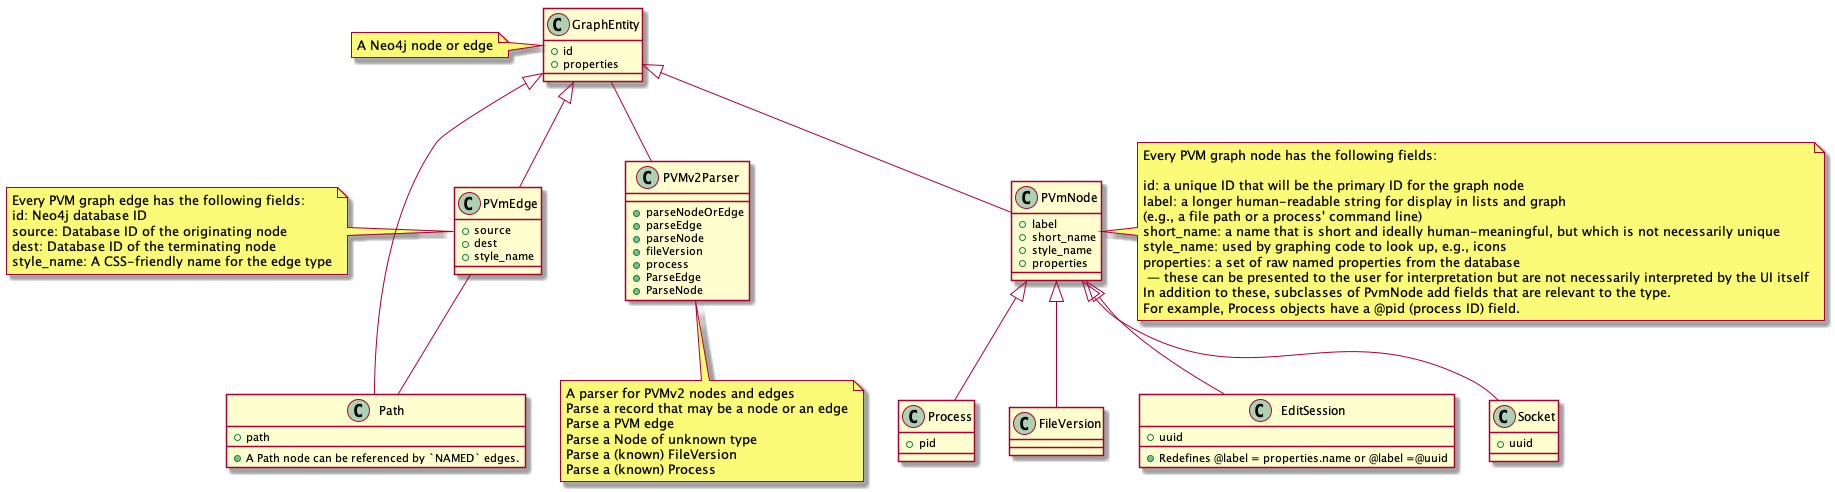 C GraphEntity
id
properties
A Neo4j node or edge
Every PVM graph edge has the following fields:
id: Neo4j database ID
source: Database ID of the originating node
dest: Database ID of the terminating node
style_name: A CSS-friendly name for the edge type
C PVmEdge
source
dest
style_name
C PVMv2Parser
parseNodeOrEdge
parseEdge
parseNode
fileVersion
process
ParseEdge
ParseNode
C PVmNode
label
short_name
style_name
properties
Every PVM graph node has the following fields:
id: a unique ID that will be the primary ID for the graph node
label: a longer human-readable string for display in lists and graph
(e.g., a file path or a process' command line)
short_name: a name that is short and ideally human-meaningful, but which is not necessarily unique
style_name: used by graphing code to look up, e.g., icons
properties: a set of raw named properties from the database
— these can be presented to the user for interpretation but are not necessarily interpreted by the UI itself
In addition to these, subclasses of PvmNode add fields that are relevant to the type.
For example, Process objects have a @pid (process ID) field.
C Path
path
A Path node can be referenced by `NAMED` edges.
A parser for PVMv2 nodes and edges
Parse a record that may be a node or an edge
Parse a PVM edge
Parse a Node of unknown type
Parse a (known) FileVersion
Parse a (known) Process
C Process
pid
C FileVersion
C EditSession
uuid
Redefines @label = properties.name or @label =@uuid
C Socket
uuid